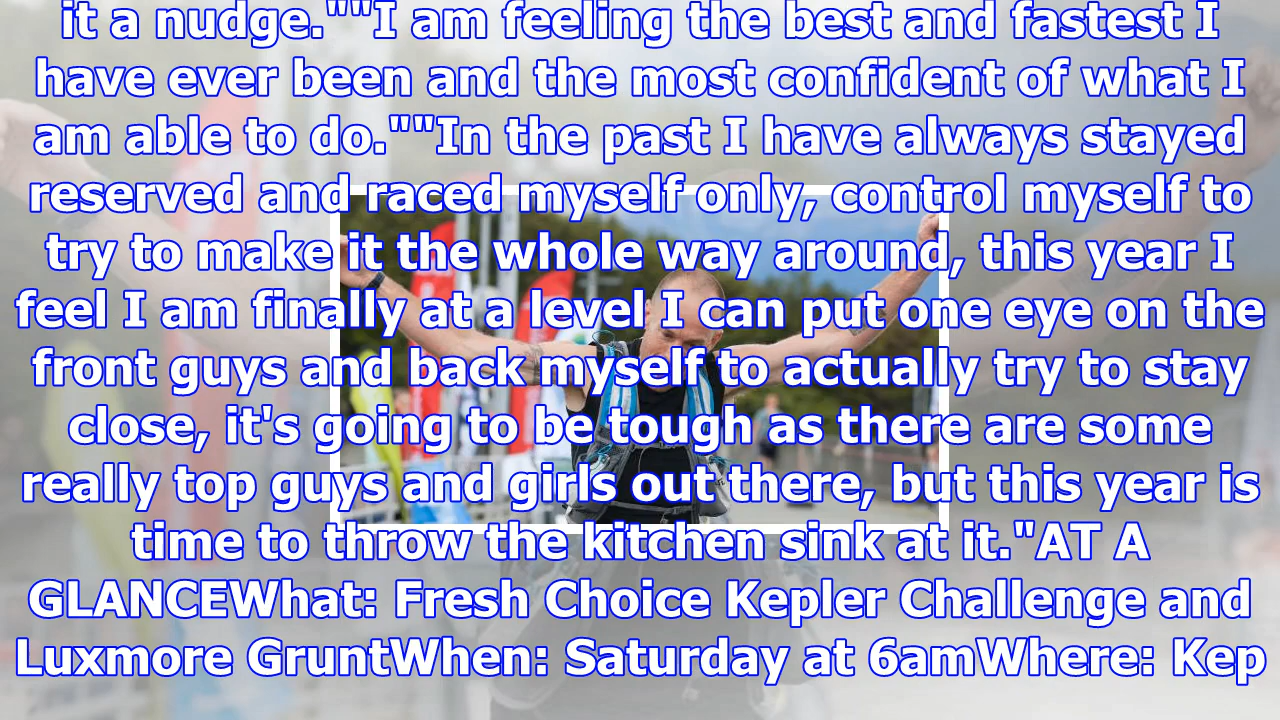 it a nudge.""I am feeling the best and fastest I
have ever been and the most confident of what I
am able to do.""In the past I have always stayed
reserved and raced myself only, control myself to
try to make it the whole way around, this year I
feel I am finally at a level I can put one eye on the
front guys and back myself to actually try to stay
close, it's going to be tough as there are some
really top guys and girls out there, but this year is
time to throw the kitchen sink at it."AT A
GLANCEWhat: Fresh Choice Kepler Challenge and
Luxmore GruntWhen: Saturday at 6amWhere: Kep